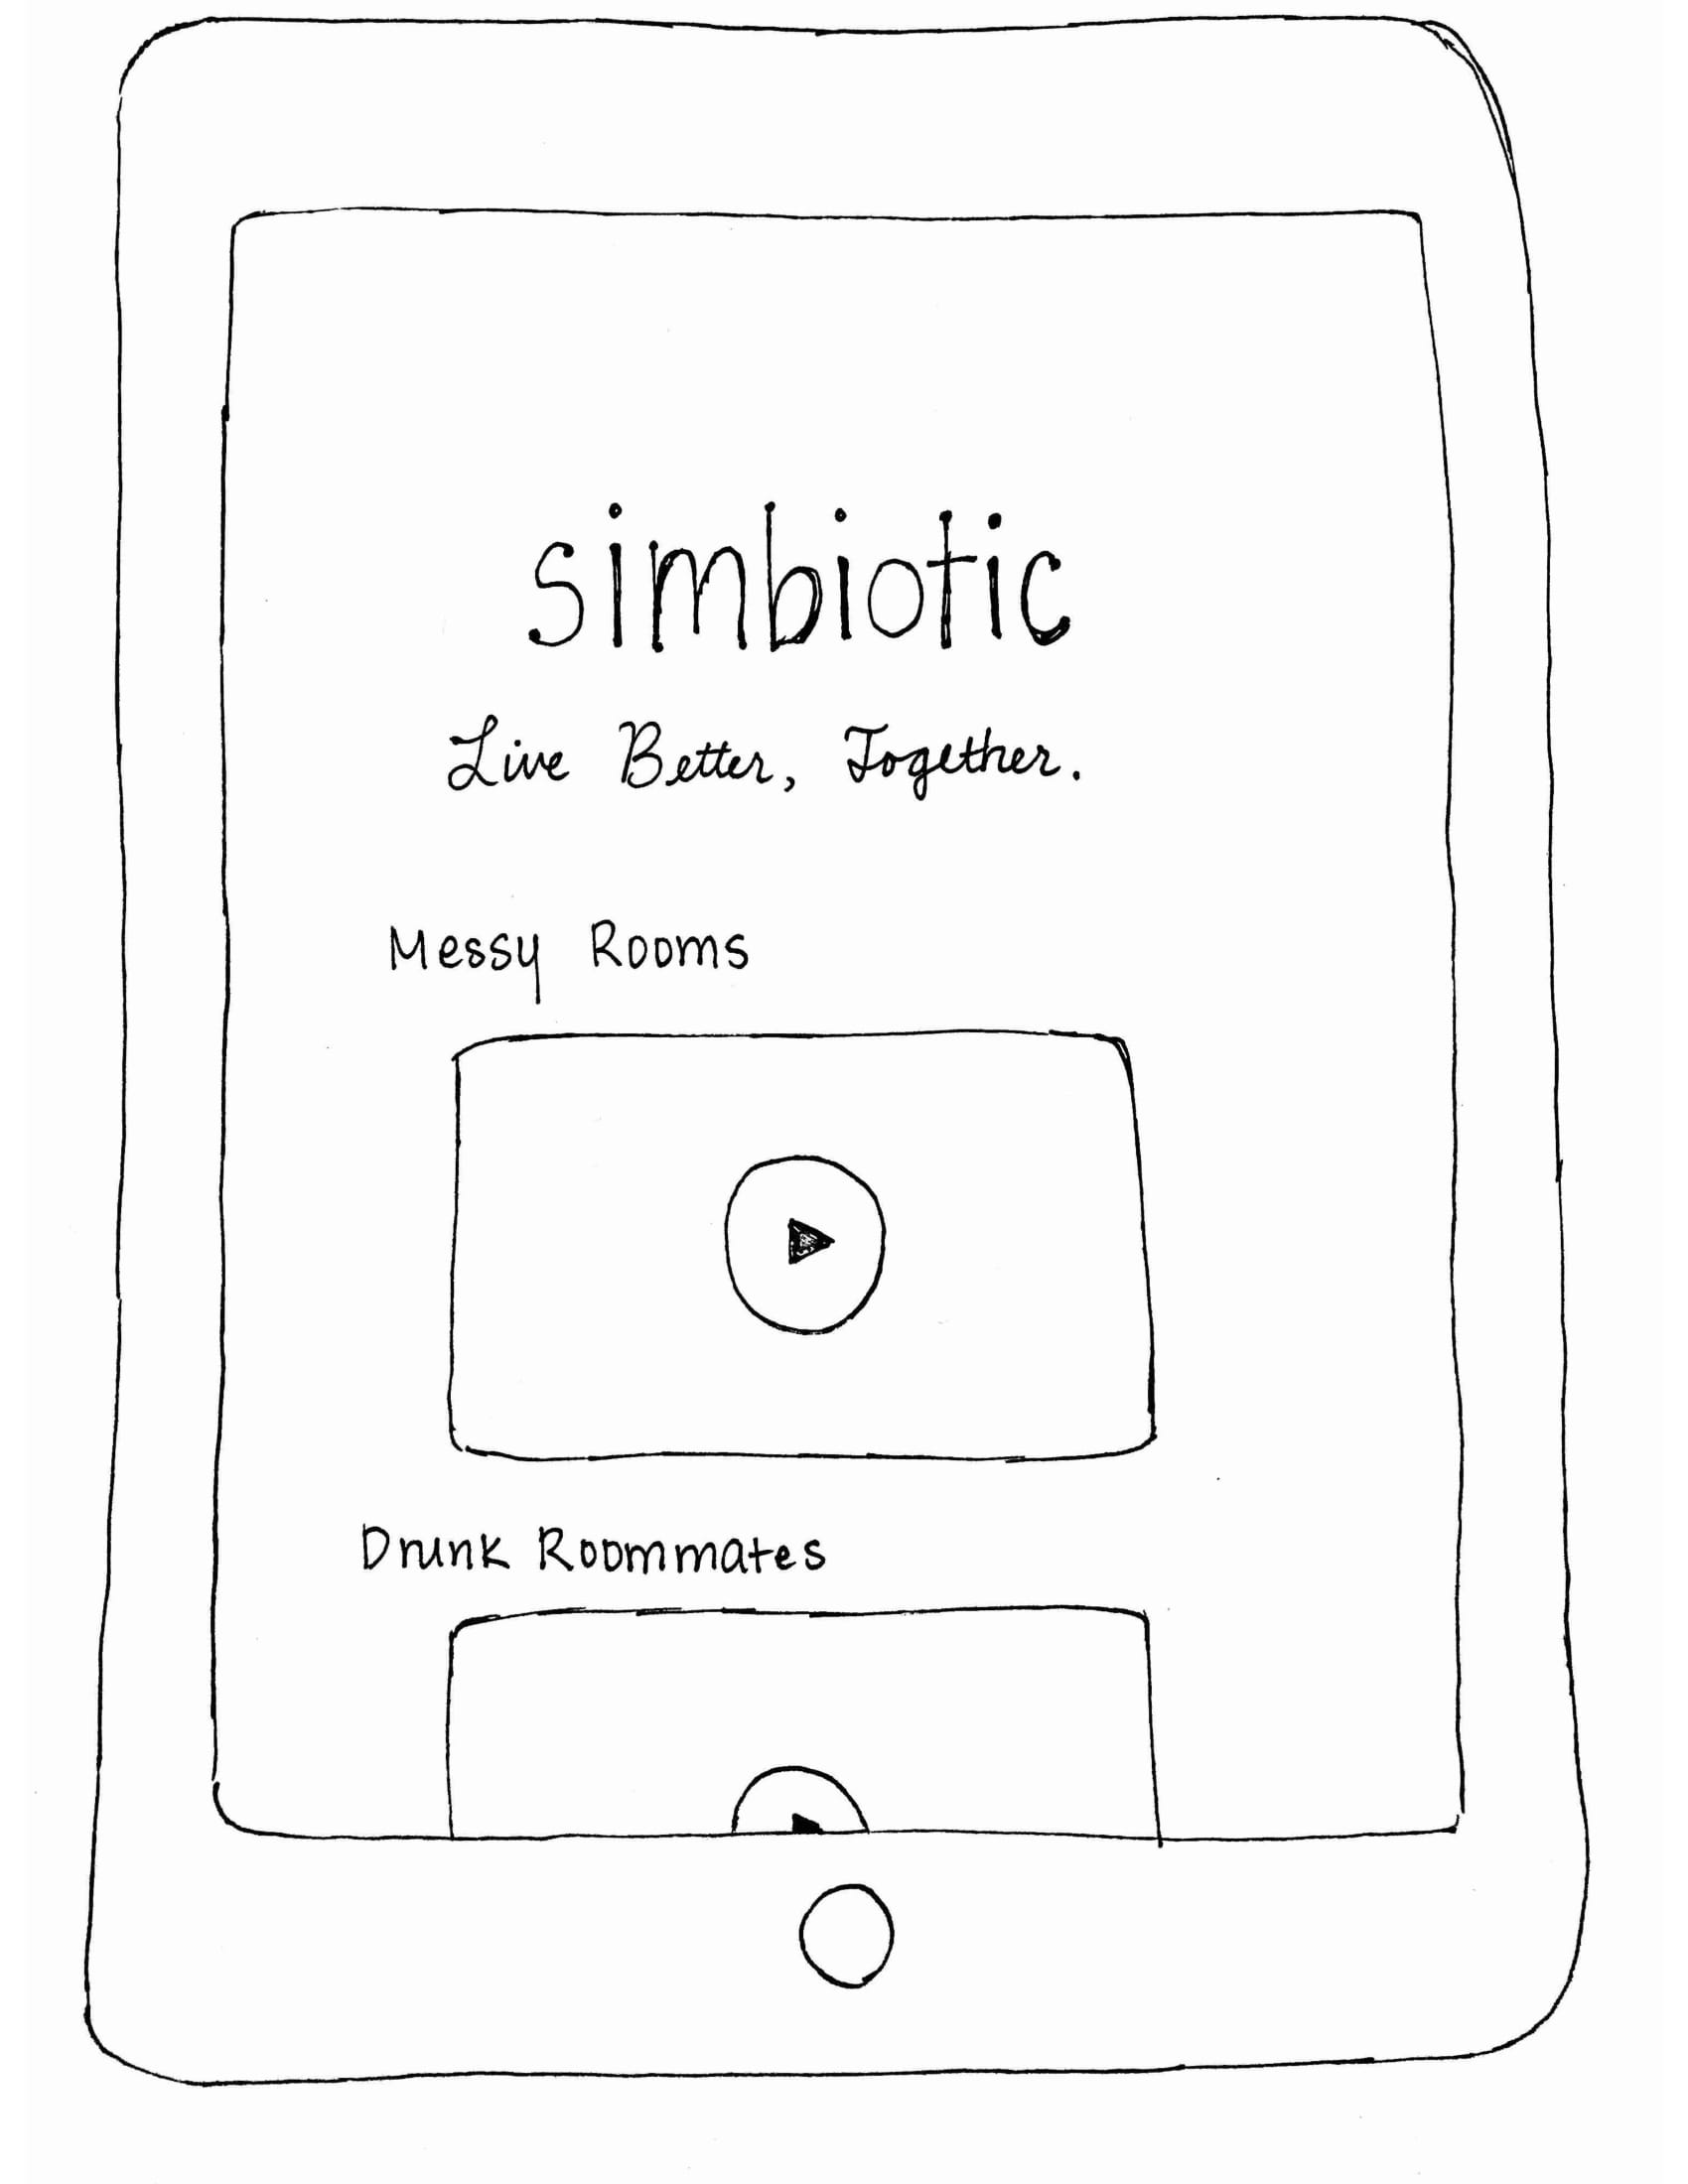 simbiotic
Live Better, Together.
Messy Rooms
Drunk Roommates